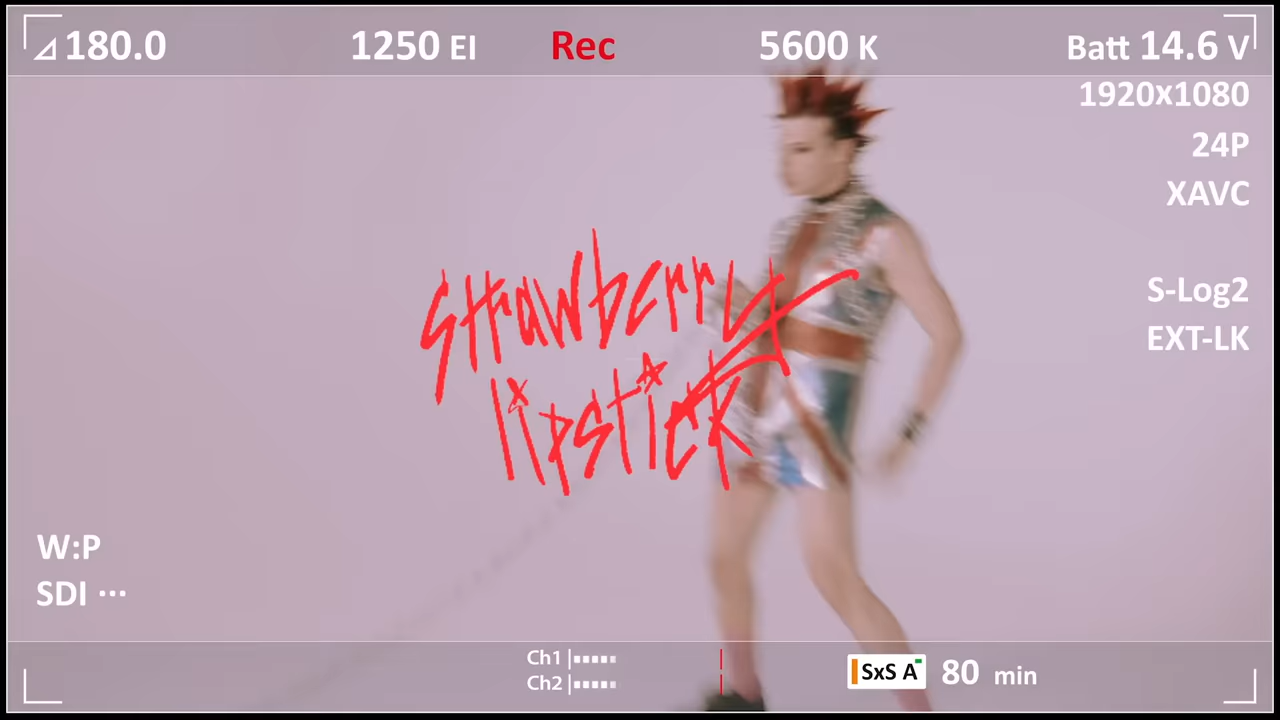 180.0 1250 EI Rec 5600 K Batt 14.6 V
1920x1080
24P
XAVC
S-Log2
EXT-LK
strawberry
lipstick
W:P
SDI ···
Ch1
Ch2
SxS A 80 min